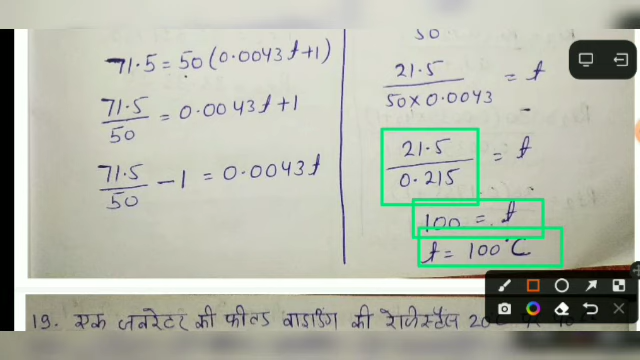 71.5 = 50 (0.0043t+1)
71.5/50 = 0.0043t+1
71.5/50 - 1 = 0.0043t
50
21.5/50×0.0043 = t
21.5/0.215 = t
100 = t
t = 100°C
19. एक जनरेटर की फील्ड वाइडिंग की